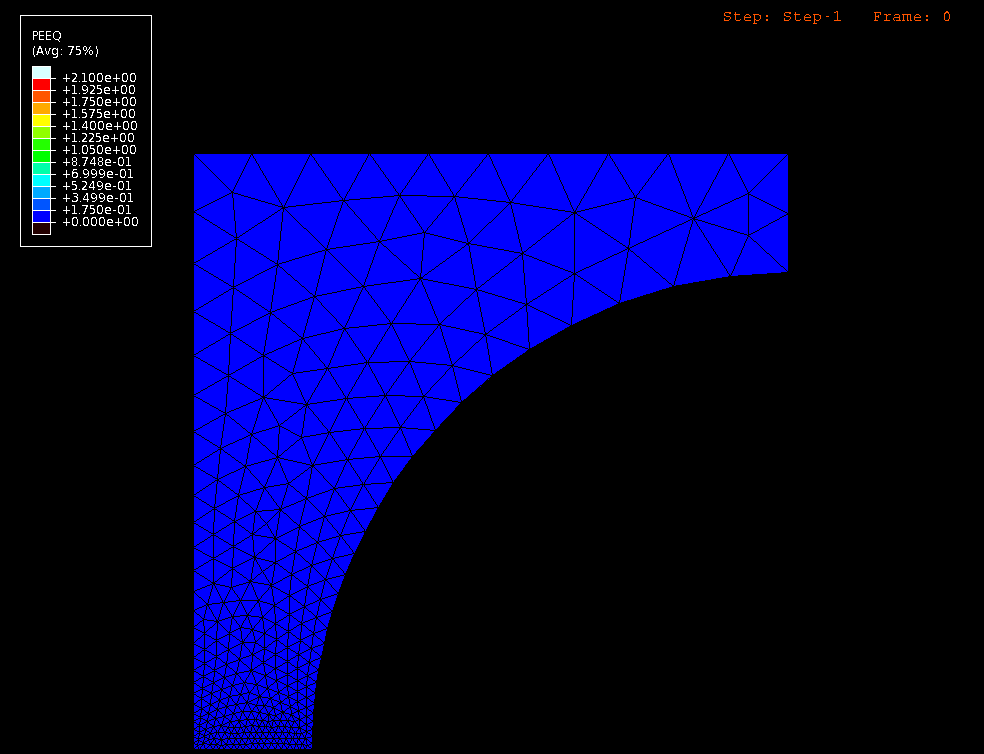 Step: Step-1 Frame: 0
PEEQ
(Avg: 75%)
+2.100e+00
+1.925e+00
+1.750e+00
+1.575e+00
+1.400e+00
+1.225e+00
+1.050e+00
+8.748e-01
+6.999e-01
+5.249e-01
+3.499e-01
+1.750e-01
+0.000e+00